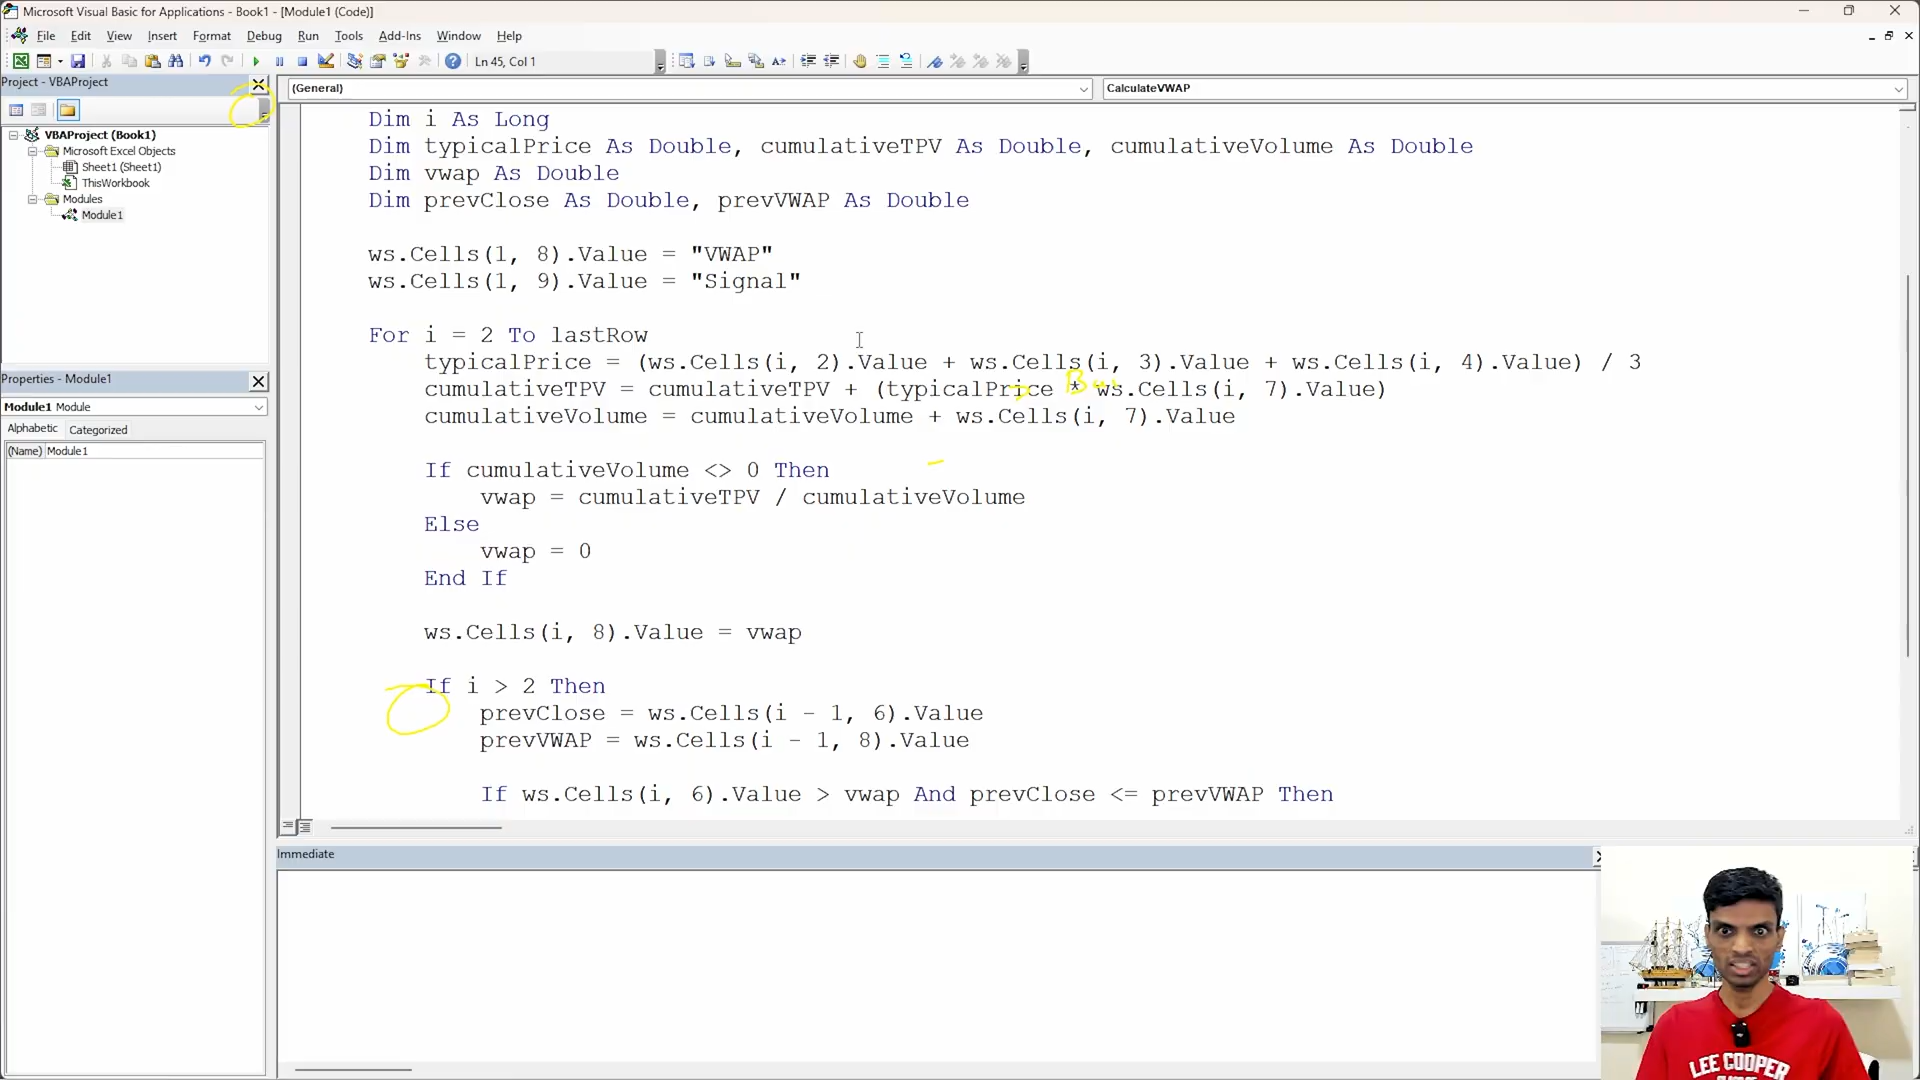 Microsoft Visual Basic for Applications - Book1 - [Module1 (Code)]
File Edit View Insert Format Debug Run Tools Add-Ins Window Help
Ln 45, Col 1
Project - VBAProject
(General)
CalculateVWAP
VBAProject (Book1)
Microsoft Excel Objects
Sheet1 (Sheet1)
ThisWorkbook
Modules
Module1
Properties - Module1
Module1 Module
Alphabetic Categorized
(Name) Module1
Dim i As Long
Dim typicalPrice As Double, cumulativeTPV As Double, cumulativeVolume As Double
Dim vwap As Double
Dim prevClose As Double, prevVWAP As Double
ws.Cells(1, 8).Value = "VWAP"
ws.Cells(1, 9).Value = "Signal"
For i = 2 To lastRow
typicalPrice = (ws.Cells(i, 2).Value + ws.Cells(i, 3).Value + ws.Cells(i, 4).Value) / 3
cumulativeTPV = cumulativeTPV + (typicalPrice * ws.Cells(i, 7).Value)
cumulativeVolume = cumulativeVolume + ws.Cells(i, 7).Value
If cumulativeVolume <> 0 Then
vwap = cumulativeTPV / cumulativeVolume
Else
vwap = 0
End If
ws.Cells(i, 8).Value = vwap
If i > 2 Then
prevClose = ws.Cells(i - 1, 6).Value
prevVWAP = ws.Cells(i - 1, 8).Value
If ws.Cells(i, 6).Value > vwap And prevClose <= prevVWAP Then
Immediate
LEE COOPER